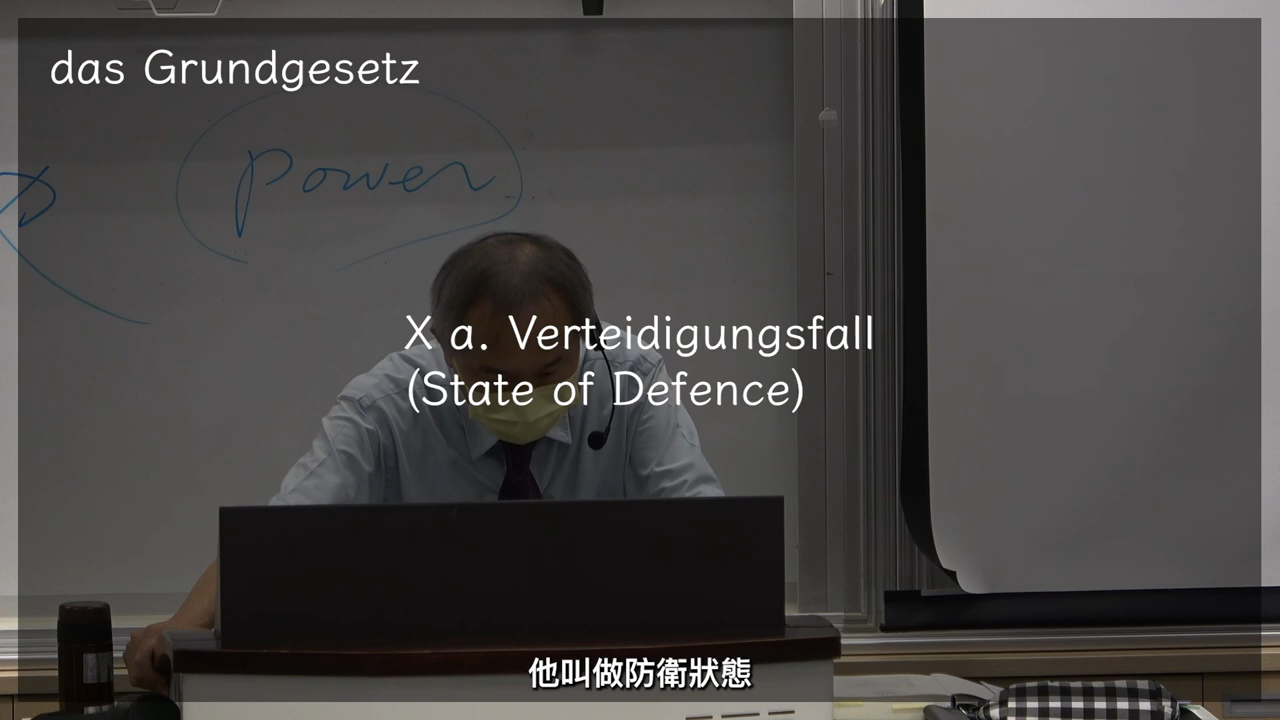 das Grundgesetz
power
X a. Verteidigungsfall
(State of Defence)
他叫做防衛狀態